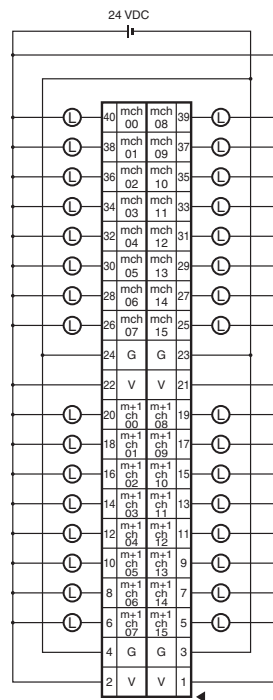 24 VDC
L 40 mch 00 mch 08 39 L
L 38 mch 01 mch 09 37 L
L 36 mch 02 mch 10 35 L
L 34 mch 03 mch 11 33 L
L 32 mch 04 mch 12 31 L
L 30 mch 05 mch 13 29 L
L 28 mch 06 mch 14 27 L
L 26 mch 07 mch 15 25 L
24 G G 23
22 V V 21
L 20 m+1 ch 00 m+1 ch 08 19 L
L 18 m+1 ch 01 m+1 ch 09 17 L
L 16 m+1 ch 02 m+1 ch 10 15 L
L 14 m+1 ch 03 m+1 ch 11 13 L
L 12 m+1 ch 04 m+1 ch 12 11 L
L 10 m+1 ch 05 m+1 ch 13 9 L
L 8 m+1 ch 06 m+1 ch 14 7 L
L 6 m+1 ch 07 m+1 ch 15 5 L
4 G G 3
2 V V 1